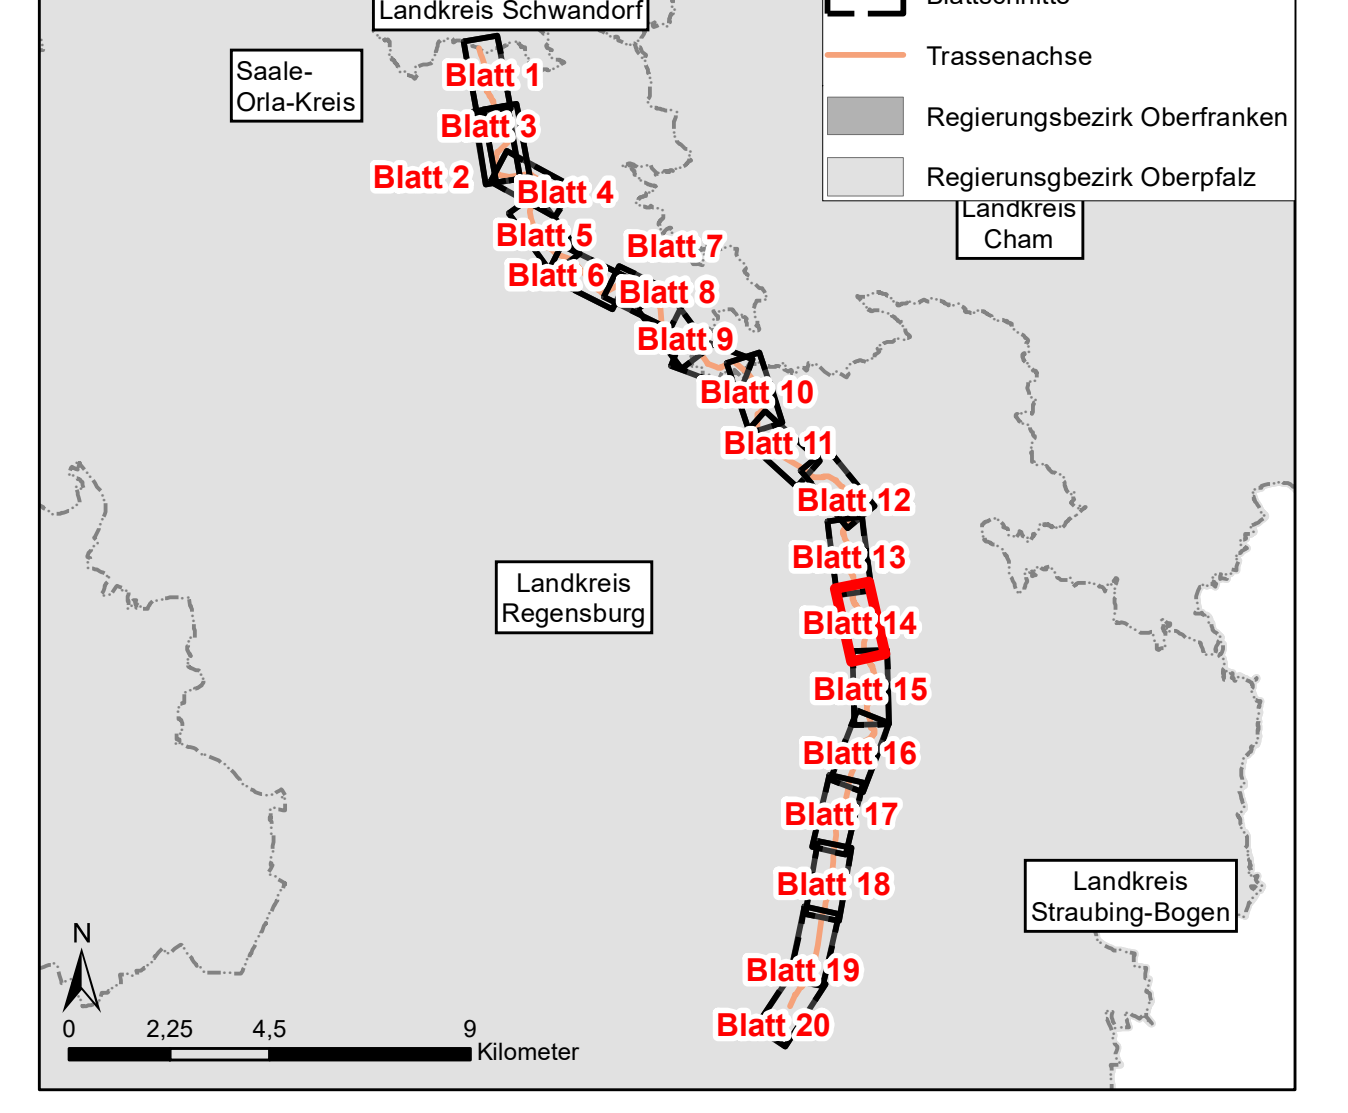 Landkreis Schwandorf
Blattschnitte
Trassenachse
Regierungsbezirk Oberfranken
Regierunsgbezirk Oberpfalz
Saale-
Orla-Kreis
Landkreis
Cham
Blatt 1
Blatt 3
Blatt 2
Blatt 4
Blatt 5
Blatt 7
Blatt 6
Blatt 8
Blatt 9
Blatt 10
Blatt 11
Blatt 12
Blatt 13
Landkreis
Regensburg
Blatt 14
Blatt 15
Blatt 16
Blatt 17
Blatt 18
Landkreis
Straubing-Bogen
Blatt 19
Blatt 20
N
0 2,25 4,5 9
Kilometer